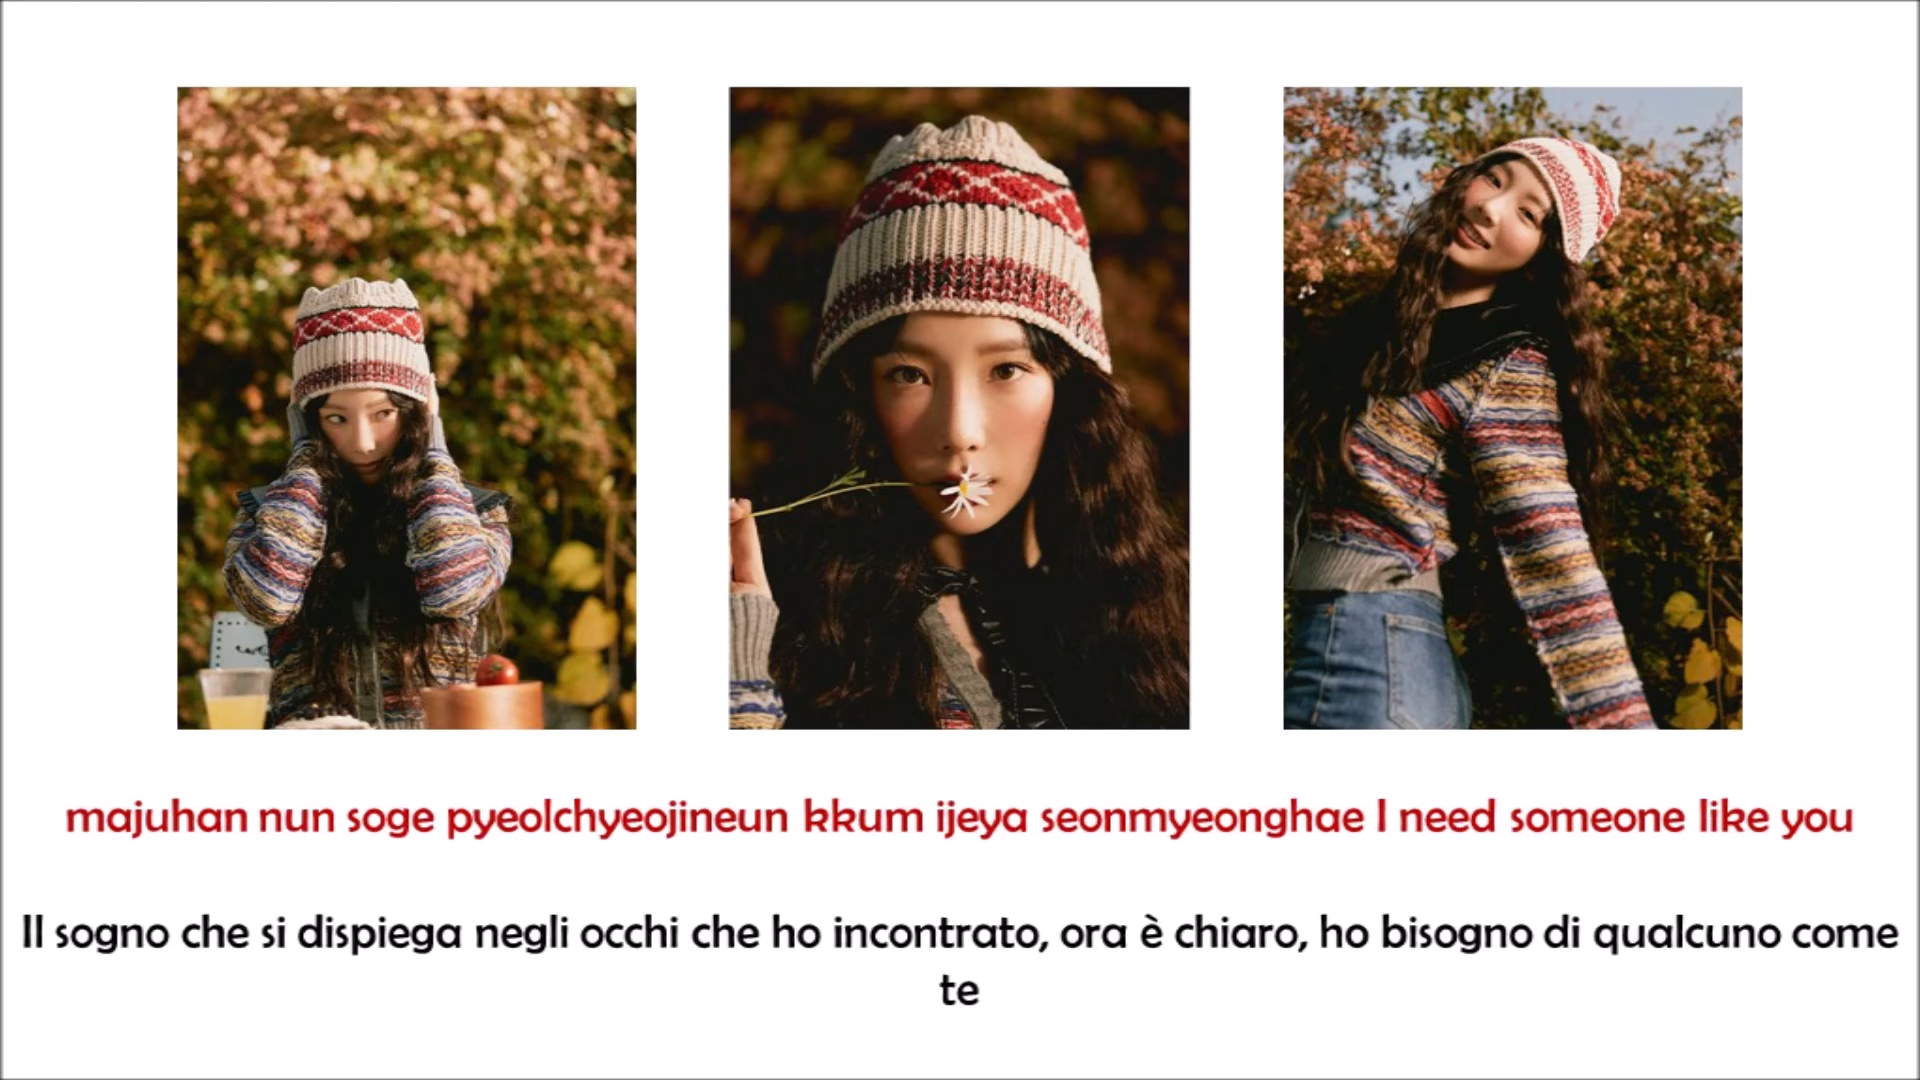 majuhan nun soge pyeolchyeojineun kkum ijeya seonmyeonghae I need someone like you
Il sogno che si dispiega negli occhi che ho incontrato, ora è chiaro, ho bisogno di qualcuno come
te